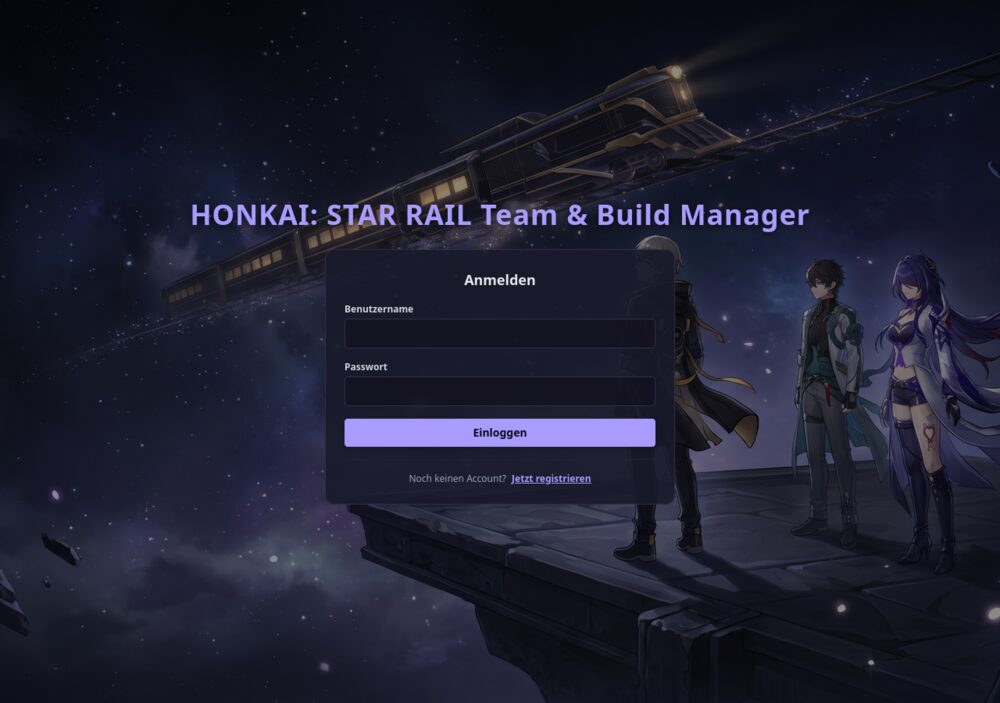 HONKAI: STAR RAIL Team & Build Manager
Anmelden
Benutzername
Passwort
Einloggen
Noch keinen Account? Jetzt registrieren